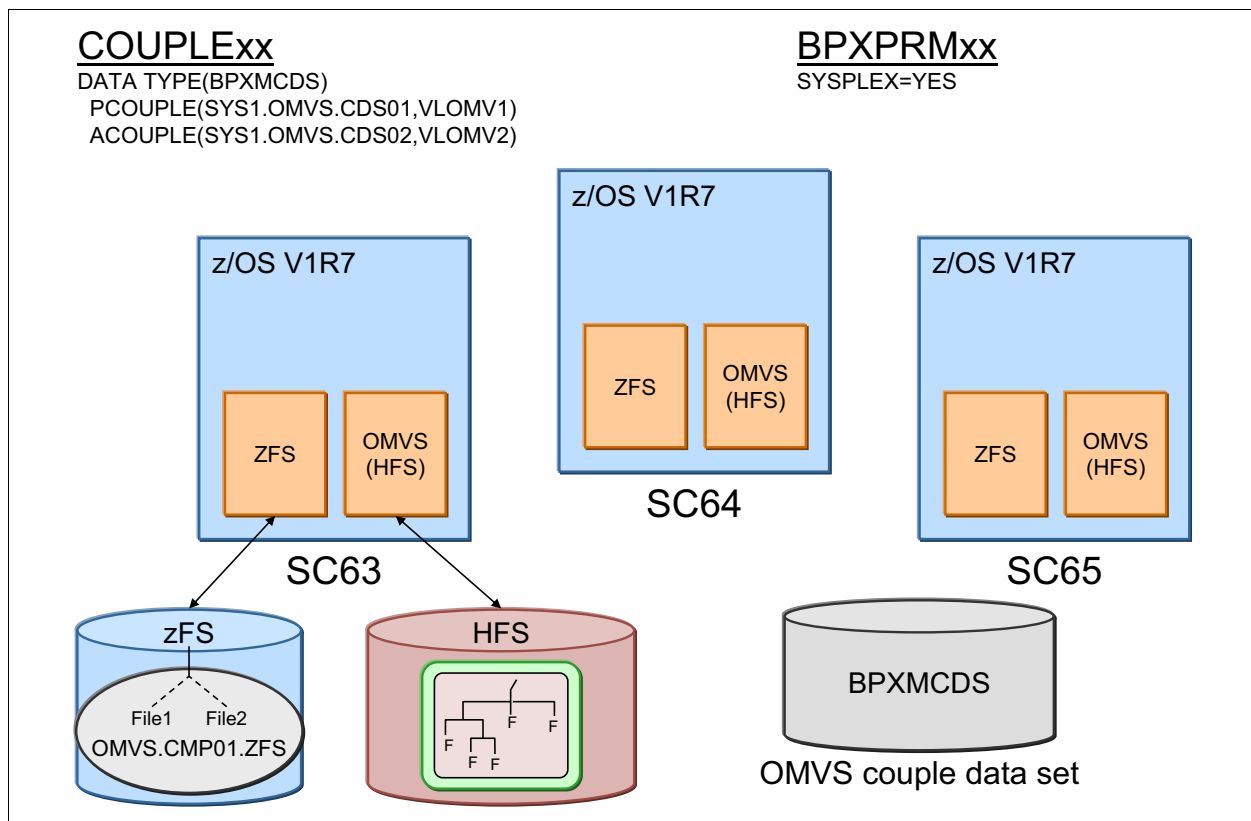 COUPLExx
DATA TYPE(BPXMCDS)
PCOUPLE(SYS1.OMVS.CDS01,VLOMV1)
ACOUPLE(SYS1.OMVS.CDS02,VLOMV2)
BPXPRMxx
SYSPLEX=YES
z/OS V1R7
ZFS
OMVS
(HFS)
SC63
z/OS V1R7
ZFS
OMVS
(HFS)
SC64
z/OS V1R7
ZFS
OMVS
(HFS)
SC65
zFS
File1 File2
OMVS.CMP01.ZFS
HFS
F F
F
F F
BPXMCDS
OMVS couple data set